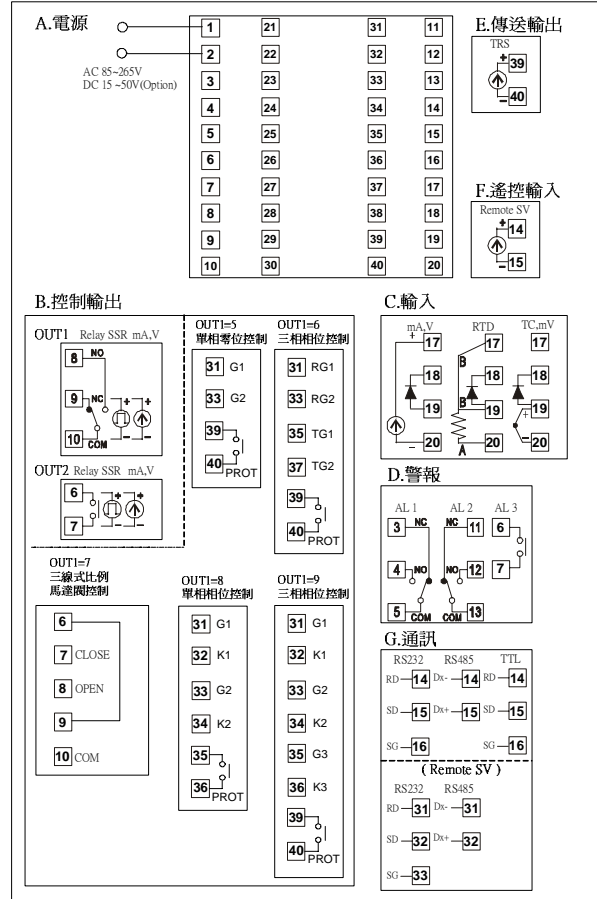 A.電源
AC 85~265V
DC 15 ~50V(Option)
1 21 31 11
2 22 32 12
3 23 33 13
4 24 34 14
5 25 35 15
6 26 36 16
7 27 37 17
8 28 38 18
9 29 39 19
10 30 40 20
E.傳送輸出
TRS
+ 39
− 40
F.遙控輸入
Remote SV
+ 14
− 15
B.控制輸出
OUT1 Relay SSR mA,V
8 NO
9 NC + +
10 COM − −
OUT2 Relay SSR mA,V
6 + +
7 − −
OUT1=5
單相零位控制
31 G1
33 G2
39
40 PROT
OUT1=6
三相相位控制
31 RG1
33 RG2
35 TG1
37 TG2
39
40 PROT
OUT1=7
三線式比例
馬達閥控制
6
7 CLOSE
8 OPEN
9
10 COM
OUT1=8
單相相位控制
31 G1
32 K1
33 G2
34 K2
35
36 PROT
OUT1=9
三相相位控制
31 G1
32 K1
33 G2
34 K2
35 G3
36 K3
39
40 PROT
C.輸入
mA,V RTD TC,mV
+ 17 17 17
B
18 18 18
B
19 19 + 19
− 20 A 20 − 20
D.警報
AL 1 AL 2 AL 3
3 NC NC 11 6
4 NO NO 12 7
5 COM COM 13
G.通訊
RS232 RS485 TTL
RD 14 Dx- 14 RD 14
SD 15 Dx+ 15 SD 15
SG 16 SG 16
( Remote SV )
RS232 RS485
RD 31 Dx- 31
SD 32 Dx+ 32
SG 33